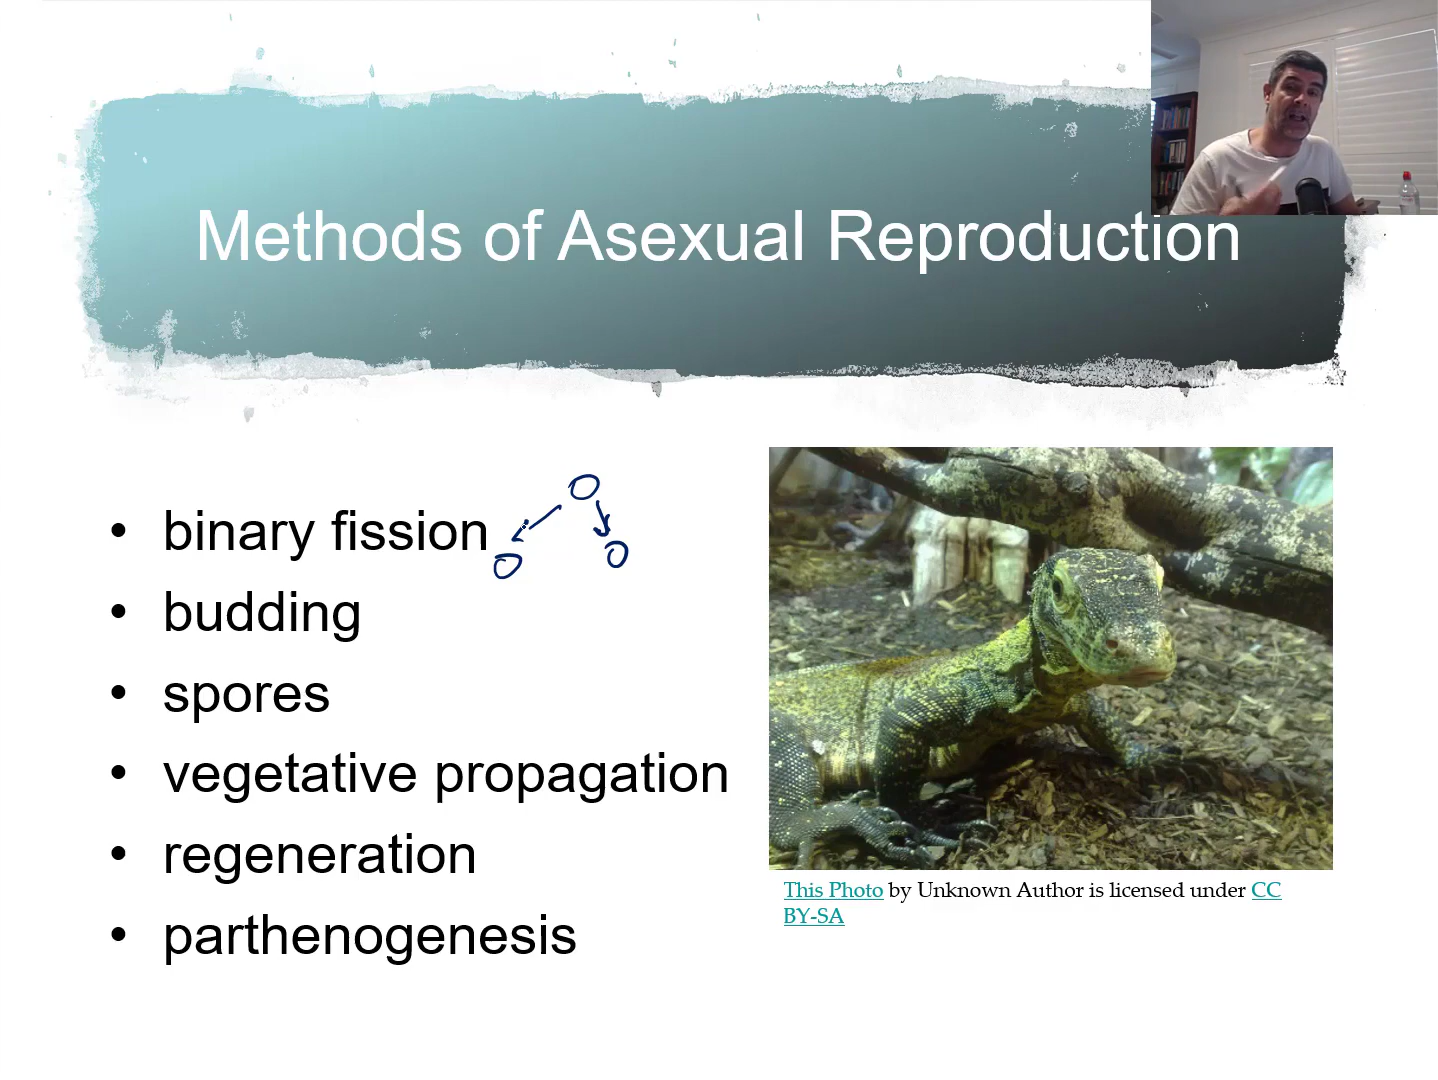 Methods of Asexual Reproduction
• binary fission
• budding
• spores
• vegetative propagation
• regeneration
• parthenogenesis
This Photo by Unknown Author is licensed under CC
BY-SA